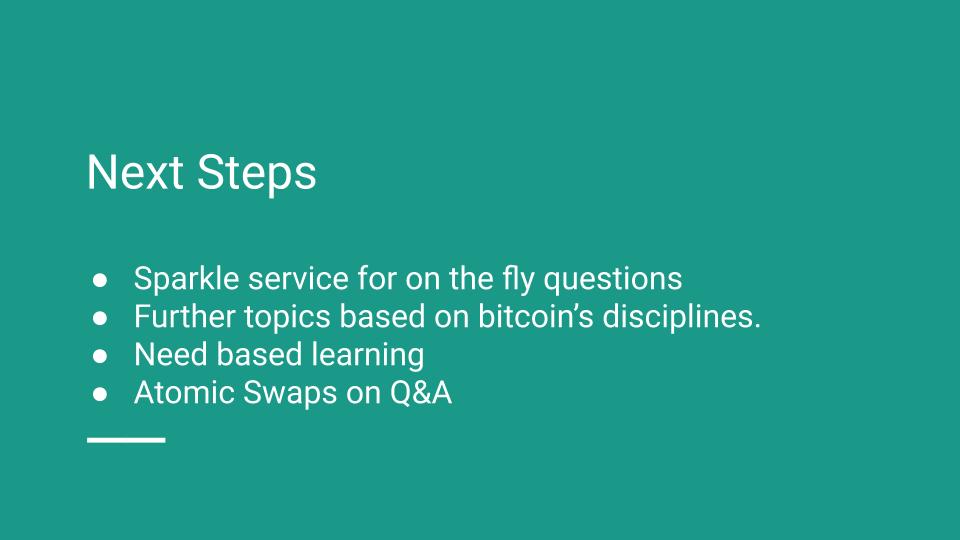 Next Steps
● Sparkle service for on the fly questions
● Further topics based on bitcoin’s disciplines.
● Need based learning
● Atomic Swaps on Q&A